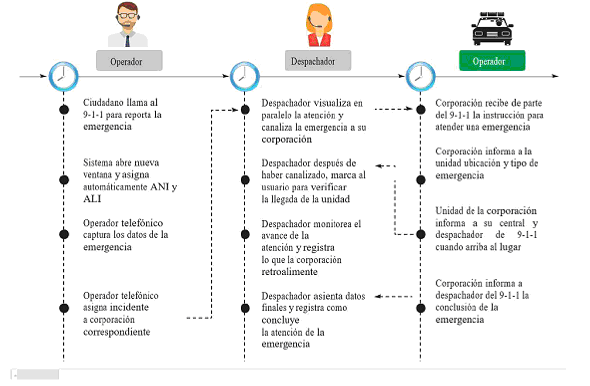 Operador
Despachador
Operador
Ciudadano llama al
9-1-1 para reporta la
emergencia
Sistema abre nueva
ventana y asigna
automáticamente ANI y
ALI
Operador telefónico
captura los datos de la
emergencia
Operador telefónico
asigna incidente
a corporación
correspondiente
Despachador visualiza en
paralelo la atención y
canaliza la emergencia a su
corporación
Despachador después de
haber canalizado, marca al
usuario para verificar
la llegada de la unidad
Despachador monitorea el
avance de la
atención y registra
lo que la corporación
retroalimente
Despachador asienta datos
finales y registra como
concluye
la atención de la
emergencia
Corporación recibe de parte
del 9-1-1 la instrucción para
atender una emergencia
Corporación informa a la
unidad ubicación y tipo de
emergencia
Unidad de la corporación
informa a su central y
despachador de 9-1-1
cuando arriba al lugar
Corporación informa a
despachador del 9-1-1 la
conclusión de la
emergencia